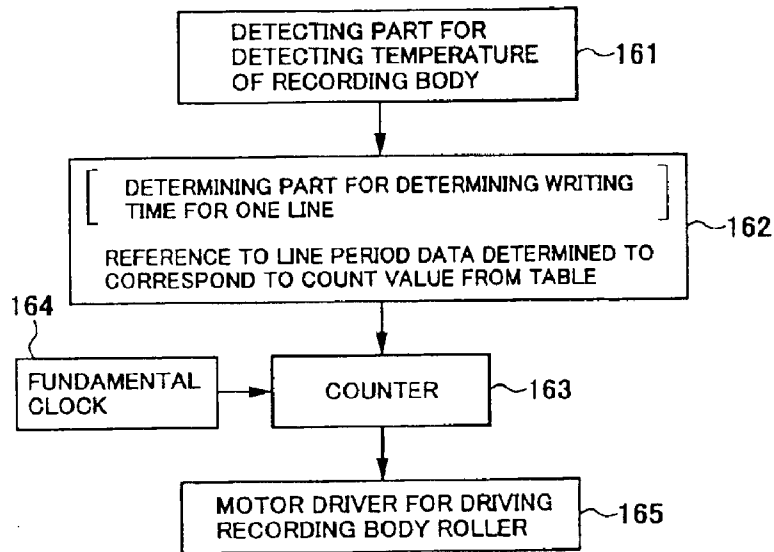 DETECTING PART FOR
DETECTING TEMPERATURE
OF RECORDING BODY
161
DETERMINING PART FOR DETERMINING WRITING
TIME FOR ONE LINE
REFERENCE TO LINE PERIOD DATA DETERMINED TO
CORRESPOND TO COUNT VALUE FROM TABLE
162
164
FUNDAMENTAL
CLOCK
COUNTER
163
MOTOR DRIVER FOR DRIVING
RECORDING BODY ROLLER
165